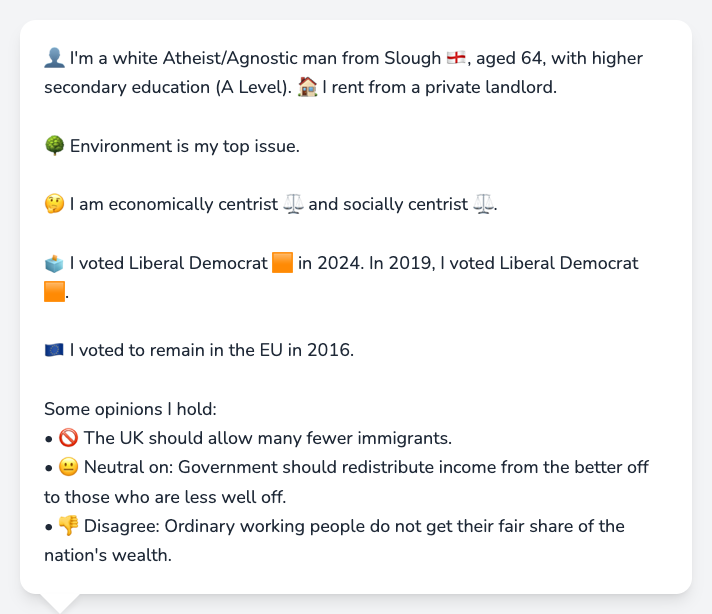 👤 I'm a white Atheist/Agnostic man from Slough 🏴󠁧󠁢󠁥󠁮󠁧󠁿, aged 64, with higher
secondary education (A Level). 🏠 I rent from a private landlord.
🌳 Environment is my top issue.
🤔 I am economically centrist ⚖️ and socially centrist ⚖️.
🗳️ I voted Liberal Democrat 🟧 in 2024. In 2019, I voted Liberal Democrat
🟧.
🇪🇺 I voted to remain in the EU in 2016.
Some opinions I hold:
• 🚫 The UK should allow many fewer immigrants.
• 😐 Neutral on: Government should redistribute income from the better off
to those who are less well off.
• 👎 Disagree: Ordinary working people do not get their fair share of the
nation's wealth.